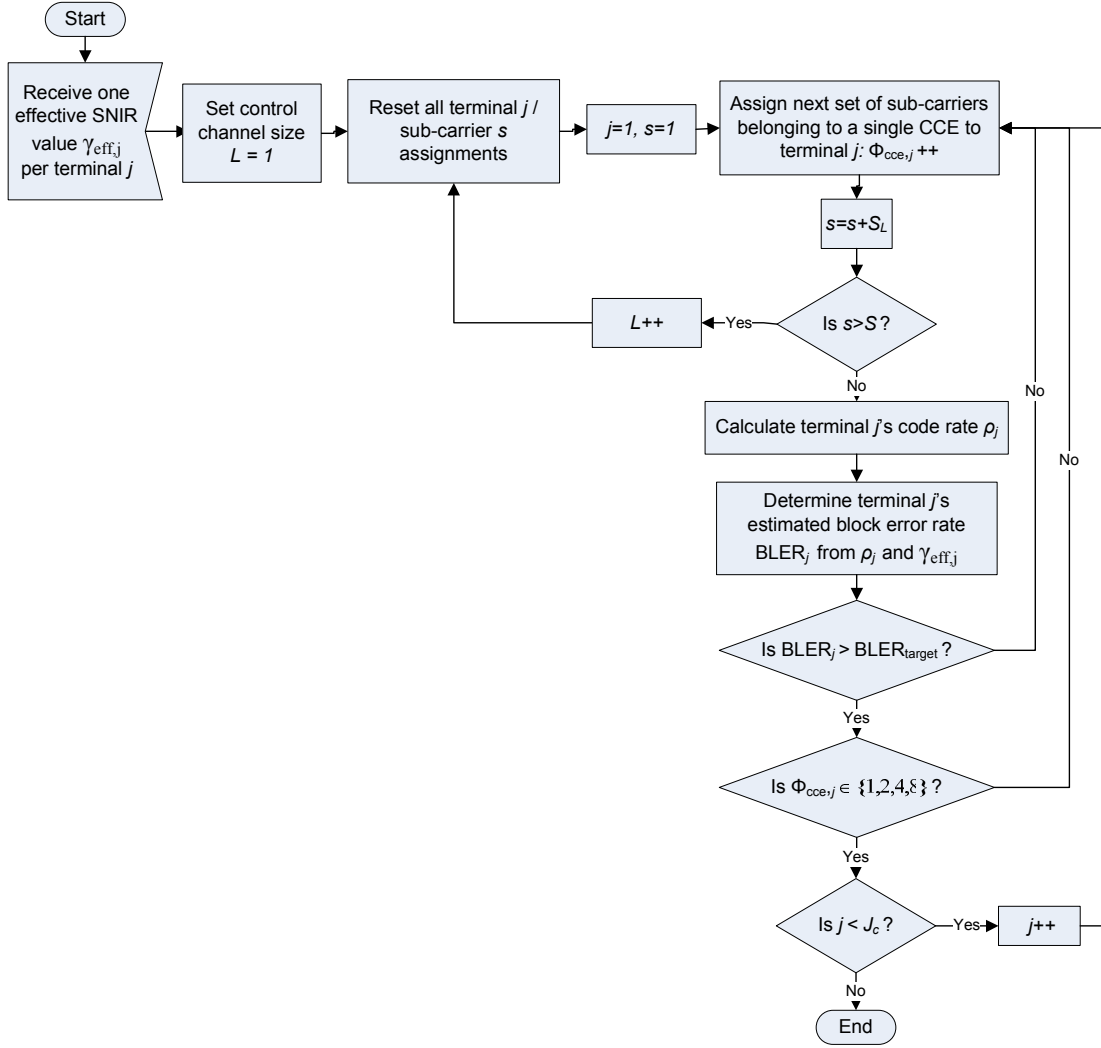 Start
Receive one
effective SNIR
value γeff,j
per terminal j
Set control
channel size
L = 1
Reset all terminal j /
sub-carrier s
assignments
j=1, s=1
Assign next set of sub-carriers
belonging to a single CCE to
terminal j: Φcce,j ++
s=s+SL
Is s>S ?
Yes
L++
No
Calculate terminal j's code rate ρj
Determine terminal j's
estimated block error rate
BLERj from ρj and γeff,j
Is BLERj > BLERtarget ?
No
Yes
Is Φcce,j ∈ {1,2,4,8} ?
No
Yes
Is j < Jc ?
Yes
j++
No
End